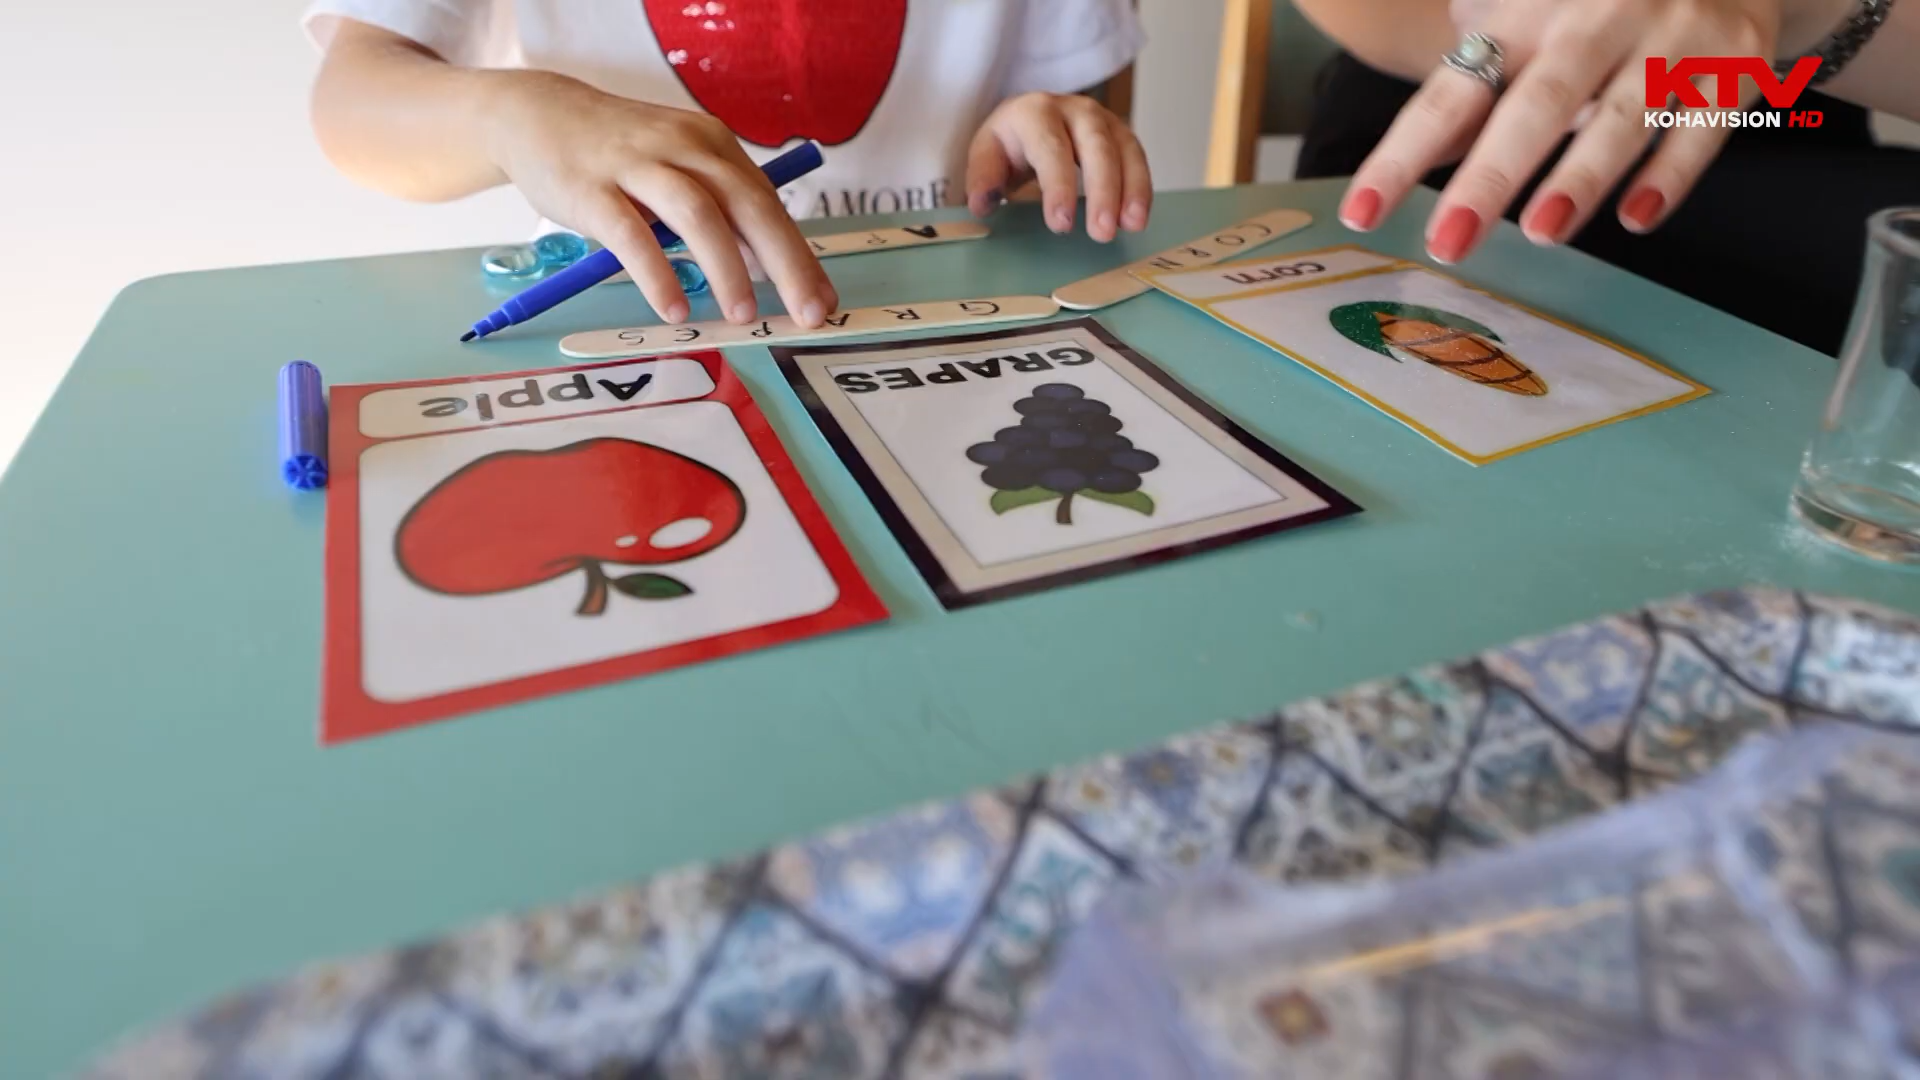 KTV
KOHAVISION HD
AMORE
CORN
corn
GRAPES
GRAPES
Apple